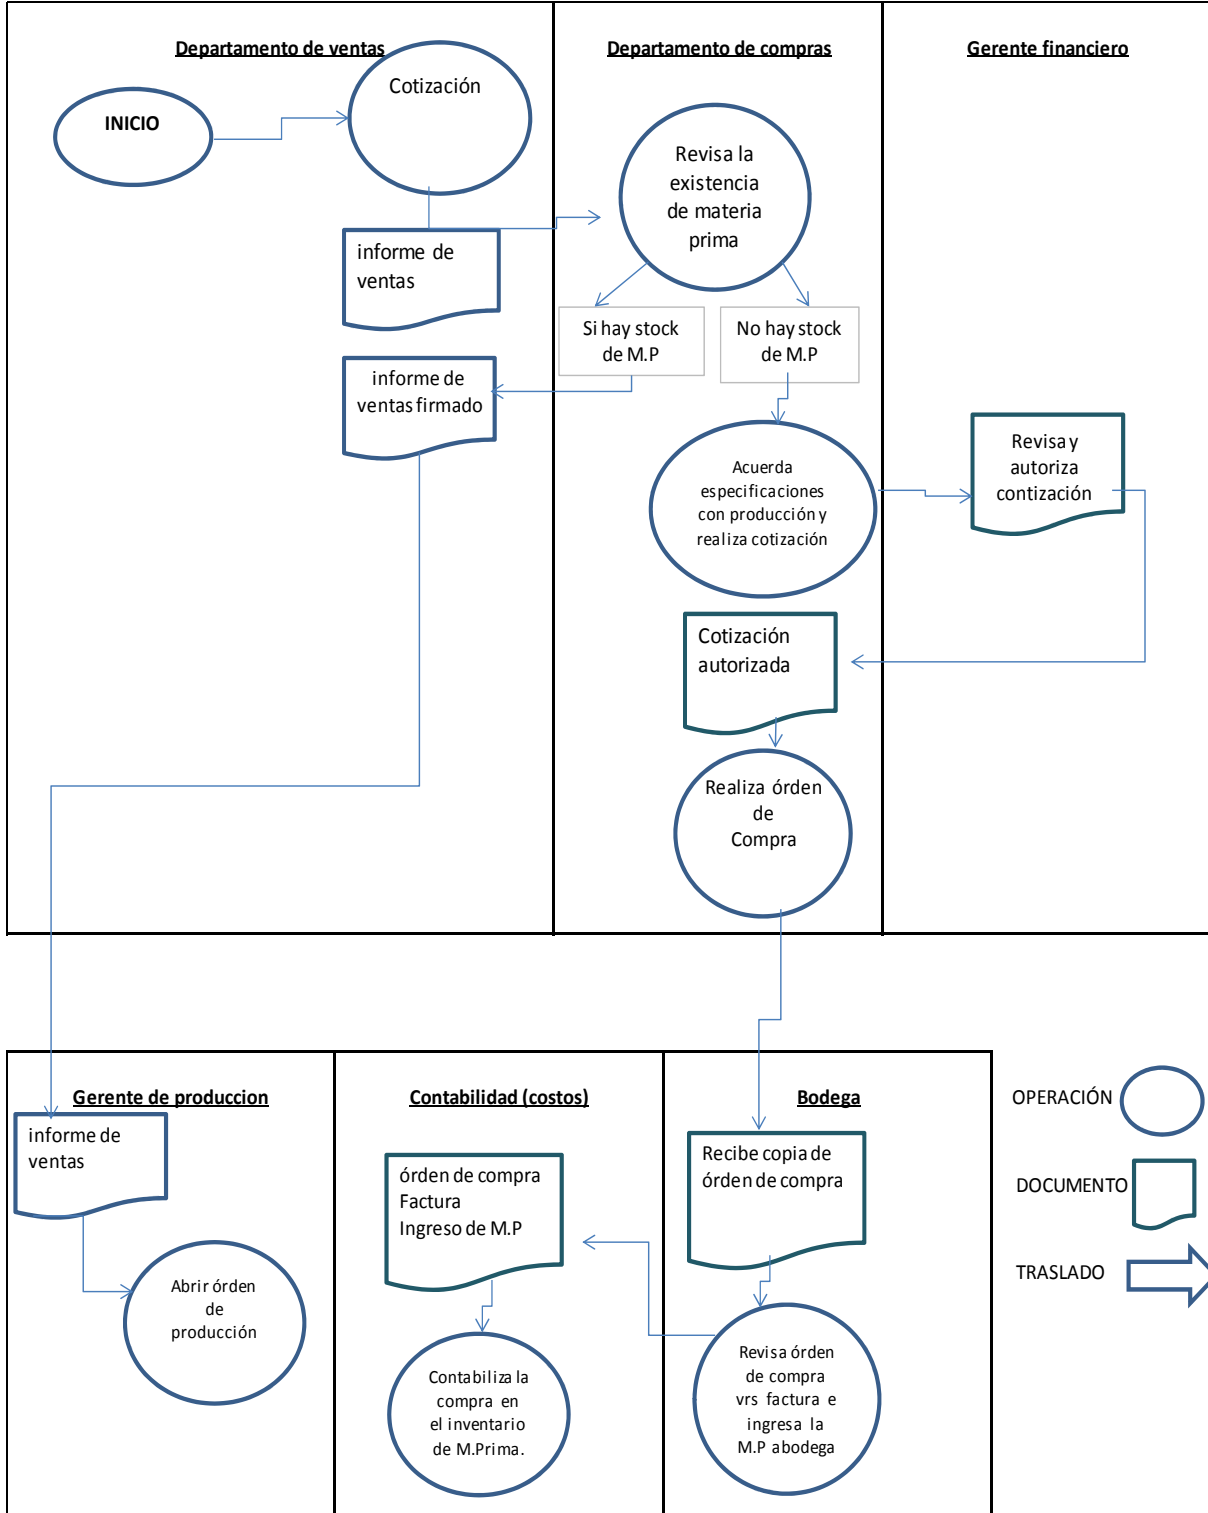 Departamento de ventas
Departamento de compras
Gerente financiero
INICIO
Cotización
Revisa la
existencia
de materia
prima
informe de
ventas
Si hay stock
de M.P
No hay stock
de M.P
informe de
ventas firmado
Acuerda
especificaciones
con producción y
realiza cotización
Revisa y
autoriza
contización
Cotización
autorizada
Realiza órden
de
Compra
Gerente de produccion
Contabilidad (costos)
Bodega
informe de
ventas
órden de compra
Factura
Ingreso de M.P
Recibe copia de
órden de compra
Abrir órden
de
producción
Contabiliza la
compra en
el inventario
de M.Prima.
Revisa órden
de compra
vrs factura e
ingresa la
M.P abodega
OPERACIÓN
DOCUMENTO
TRASLADO